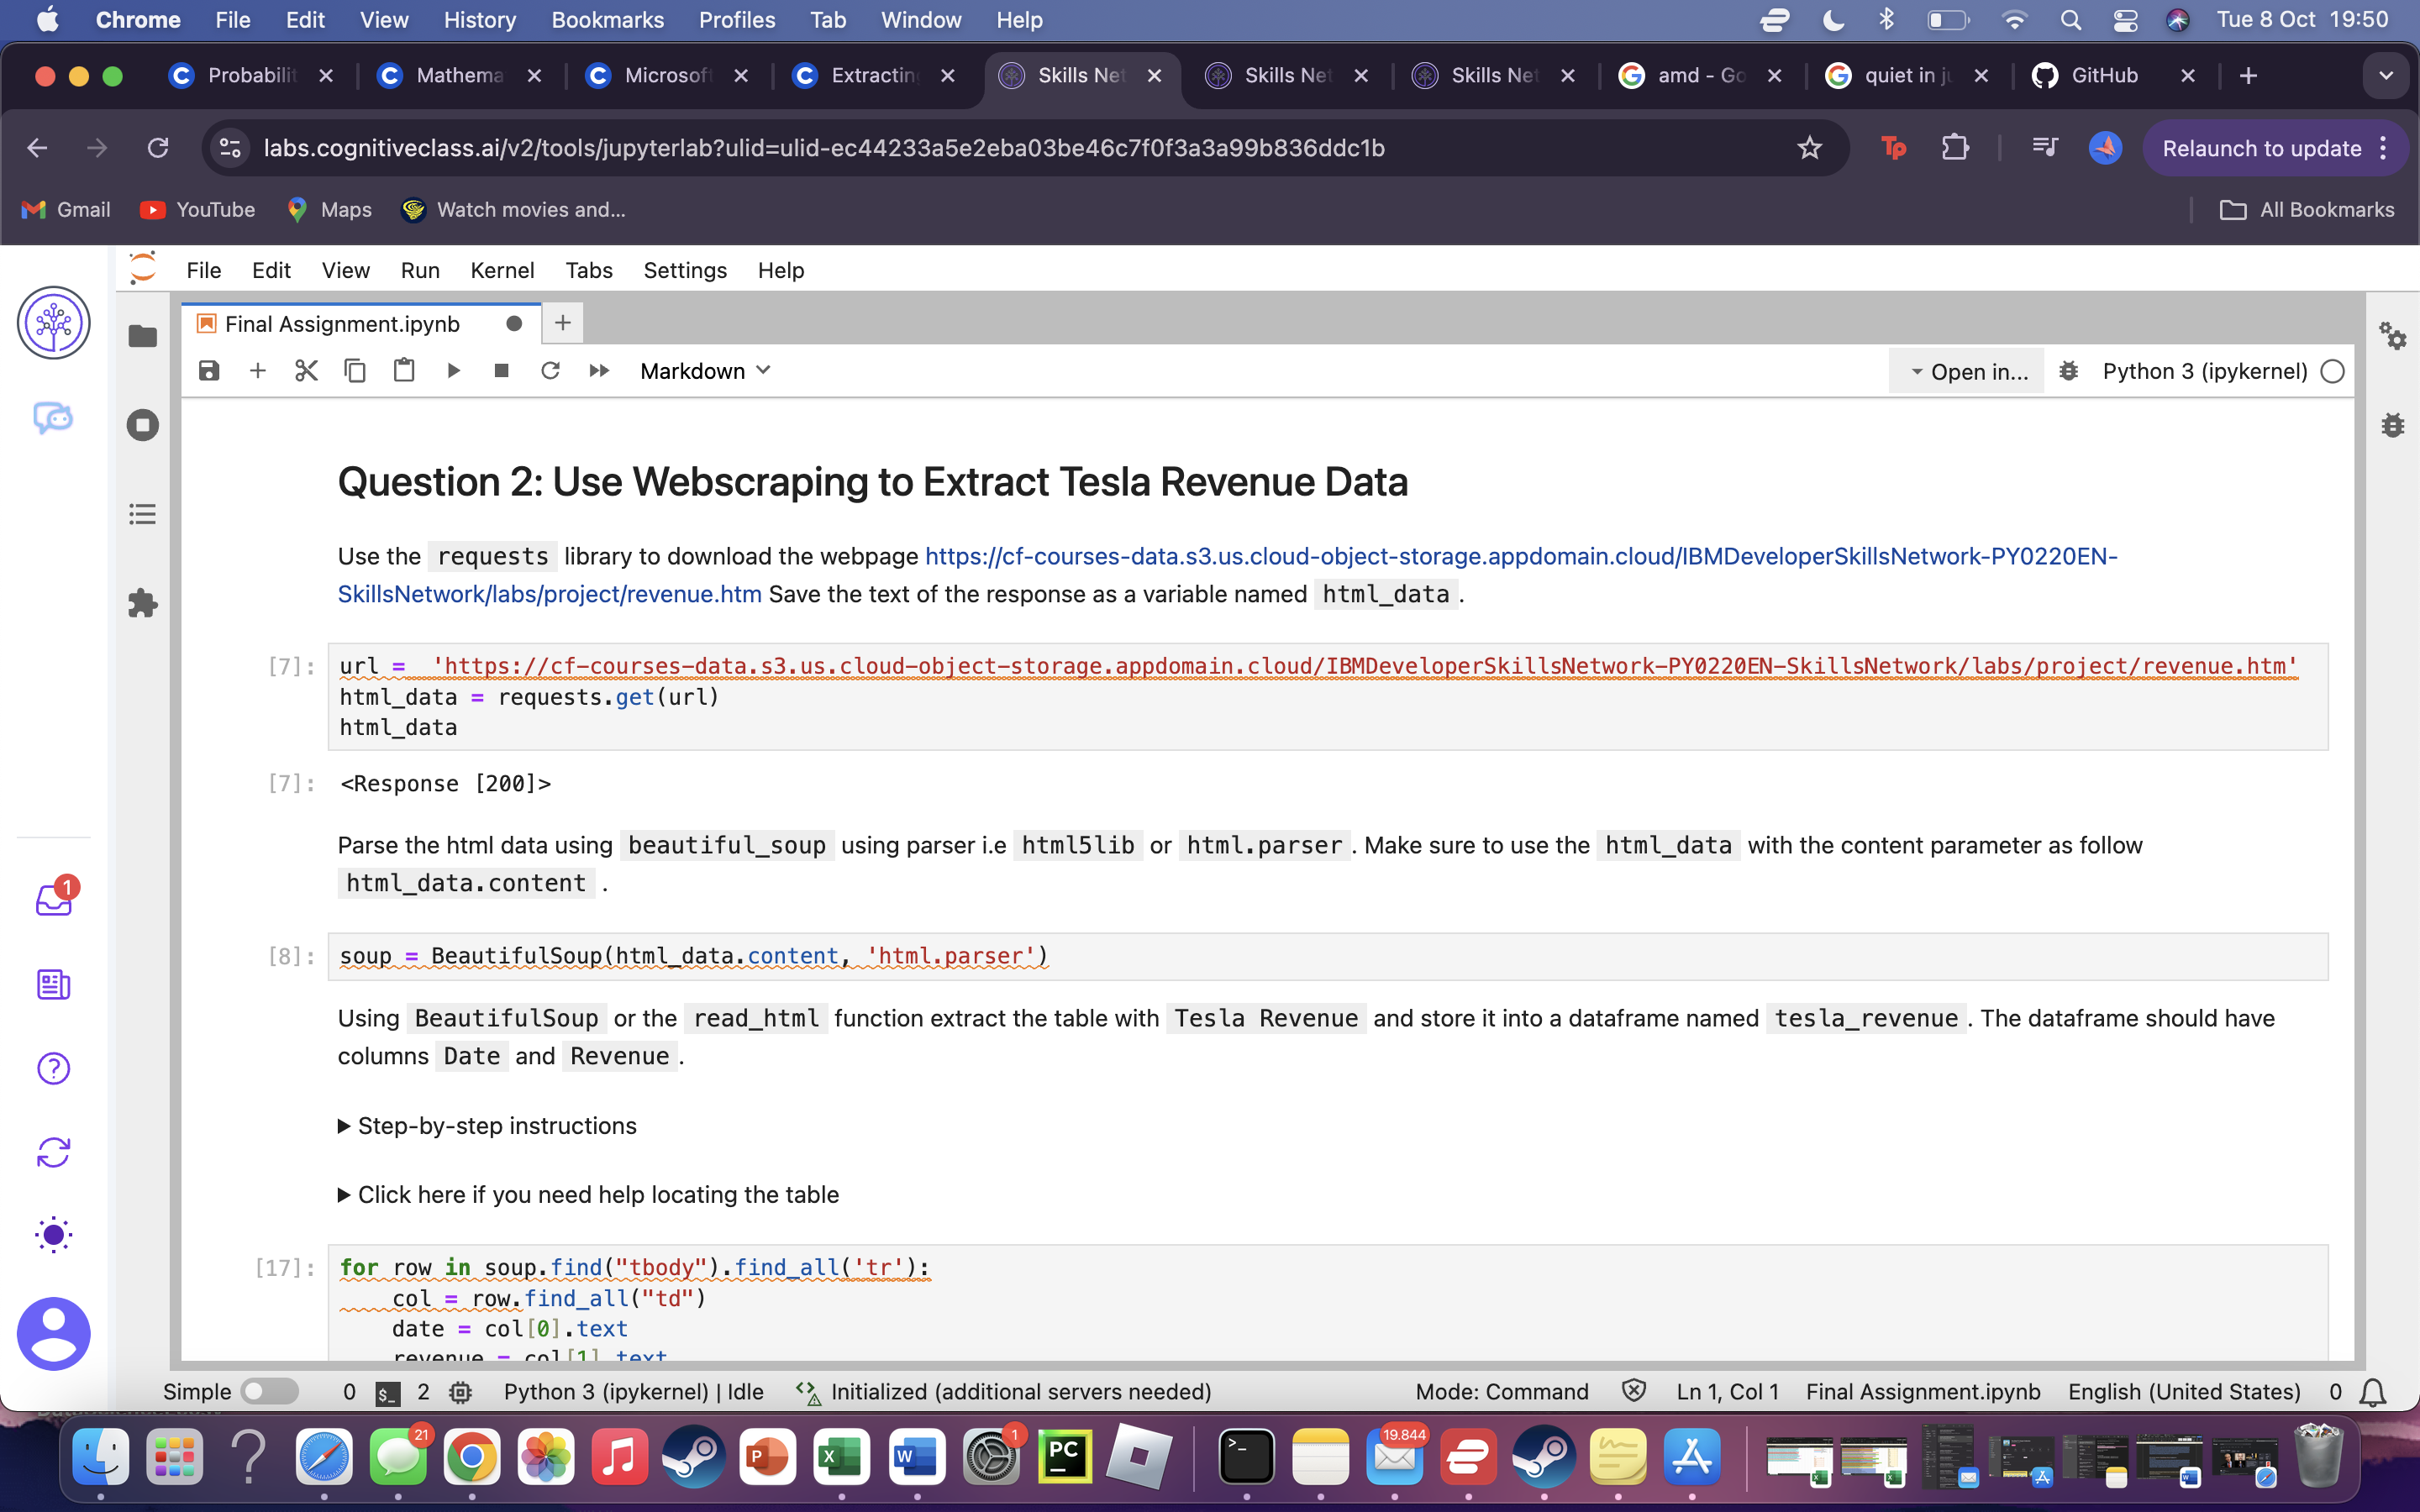 Chrome File Edit View History Bookmarks Profiles Tab Window Help Tue 8 Oct 19:50
Probabilit Mathema Microsof Extracting Skills Net Skills Net Skills Net amd - Go quiet in ju GitHub
labs.cognitiveclass.ai/v2/tools/jupyterlab?ulid=ulid-ec44233a5e2eba03be46c7f0f3a3a99b836ddc1b Tp Relaunch to update
Gmail YouTube Maps Watch movies and... All Bookmarks
File Edit View Run Kernel Tabs Settings Help
Final Assignment.ipynb
Markdown Open in... Python 3 (ipykernel)
Question 2: Use Webscraping to Extract Tesla Revenue Data
Use the requests library to download the webpage https://cf-courses-data.s3.us.cloud-object-storage.appdomain.cloud/IBMDeveloperSkillsNetwork-PY0220EN-
SkillsNetwork/labs/project/revenue.htm Save the text of the response as a variable named html_data .
[7]: url =  'https://cf-courses-data.s3.us.cloud-object-storage.appdomain.cloud/IBMDeveloperSkillsNetwork-PY0220EN-SkillsNetwork/labs/project/revenue.htm'
html_data = requests.get(url)
html_data
[7]: <Response [200]>
Parse the html data using beautiful_soup using parser i.e html5lib or html.parser . Make sure to use the html_data with the content parameter as follow
html_data.content .
[8]: soup = BeautifulSoup(html_data.content, 'html.parser')
Using BeautifulSoup or the read_html function extract the table with Tesla Revenue and store it into a dataframe named tesla_revenue . The dataframe should have
columns Date and Revenue .
Step-by-step instructions
Click here if you need help locating the table
[17]: for row in soup.find("tbody").find_all('tr'):
    col = row.find_all("td")
    date = col[0].text
    revenue = col[1].text
1
Simple 0 2 Python 3 (ipykernel) | Idle Initialized (additional servers needed) Mode: Command Ln 1, Col 1 Final Assignment.ipynb English (United States) 0
21 1 PC 19.844